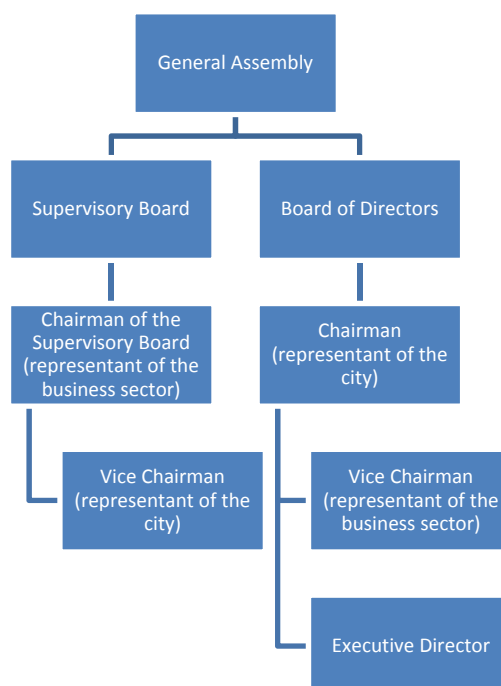 General Assembly
Supervisory Board
Board of Directors
Chairman of the
Supervisory Board
(representant of the
business sector)
Chairman
(representant of the
city)
Vice Chairman
(representant of the
city)
Vice Chairman
(representant of the
business sector)
Executive Director